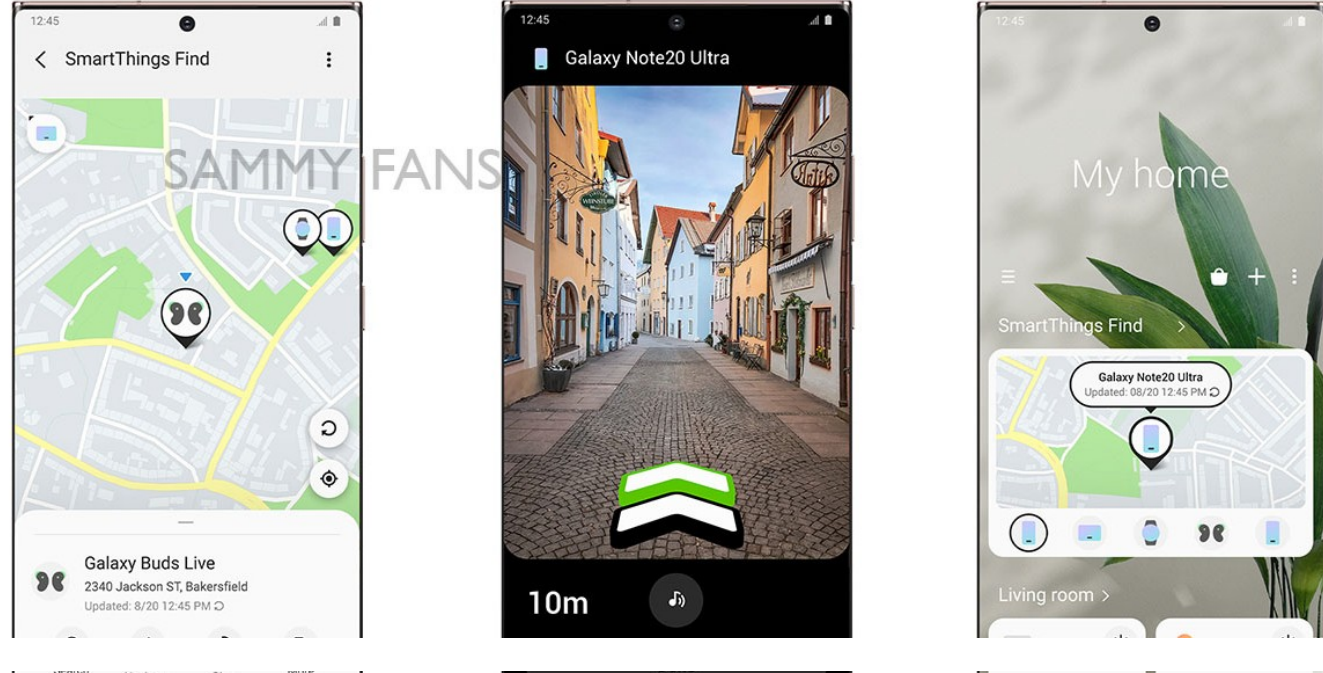 12:45
SmartThings Find
SAMMY FANS
Galaxy Buds Live
2340 Jackson ST, Bakersfield
Updated: 8/20 12:45 PM
12:45
Galaxy Note20 Ultra
WEINSTUBE
Antik
10m
12:45
My home
SmartThings Find
Galaxy Note20 Ultra
Updated: 08/20 12:45 PM
Living room